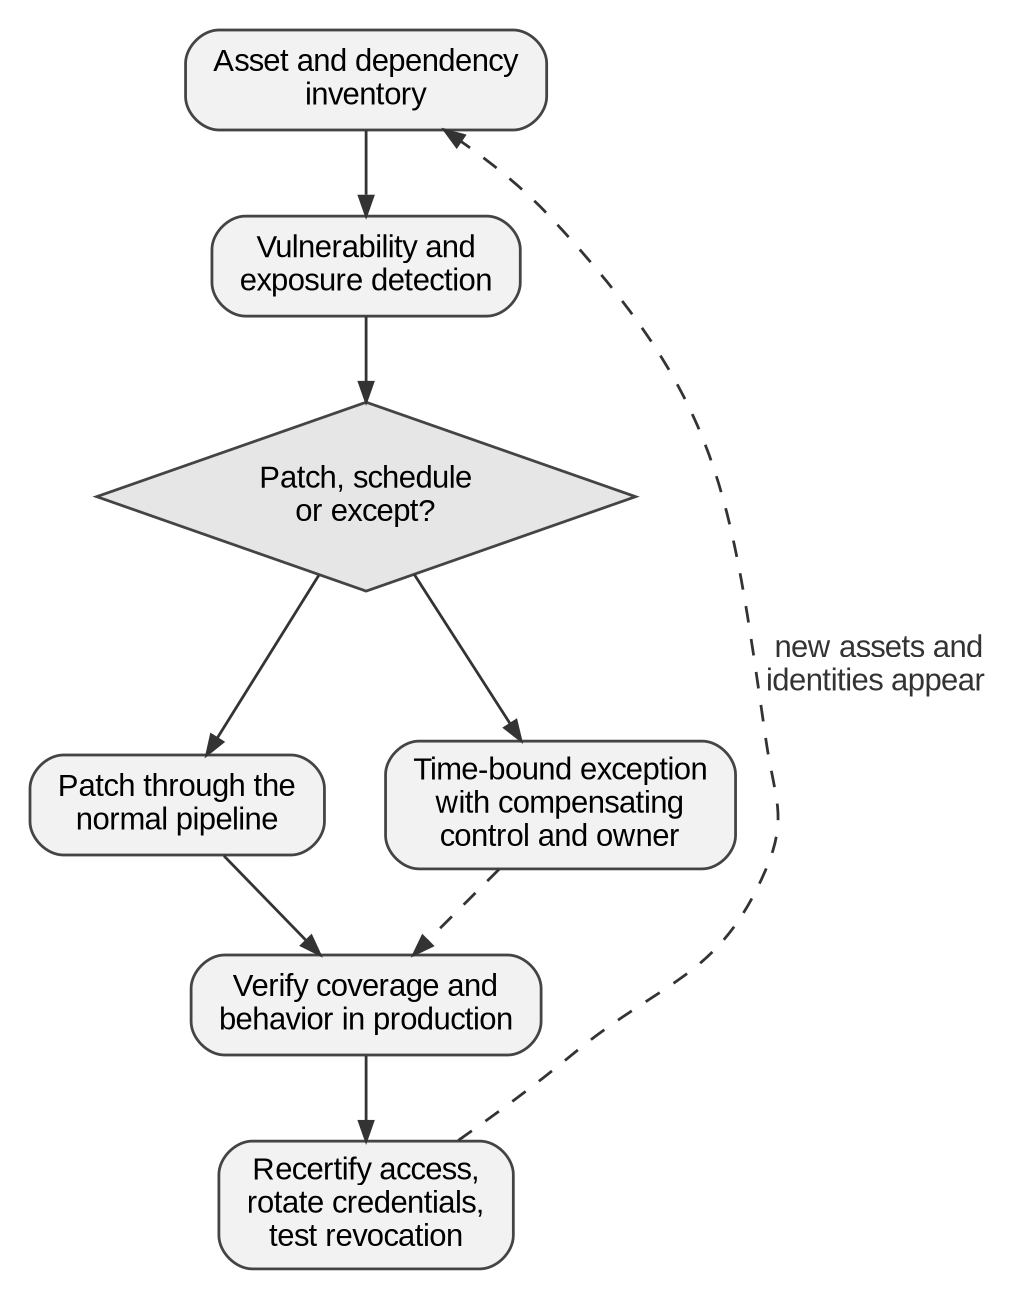 Asset and dependency
inventory
Vulnerability and
exposure detection
Patch, schedule
or except?
new assets and
identities appear
Patch through the
normal pipeline
Time-bound exception
with compensating
control and owner
Verify coverage and
behavior in production
Recertify access,
rotate credentials,
test revocation